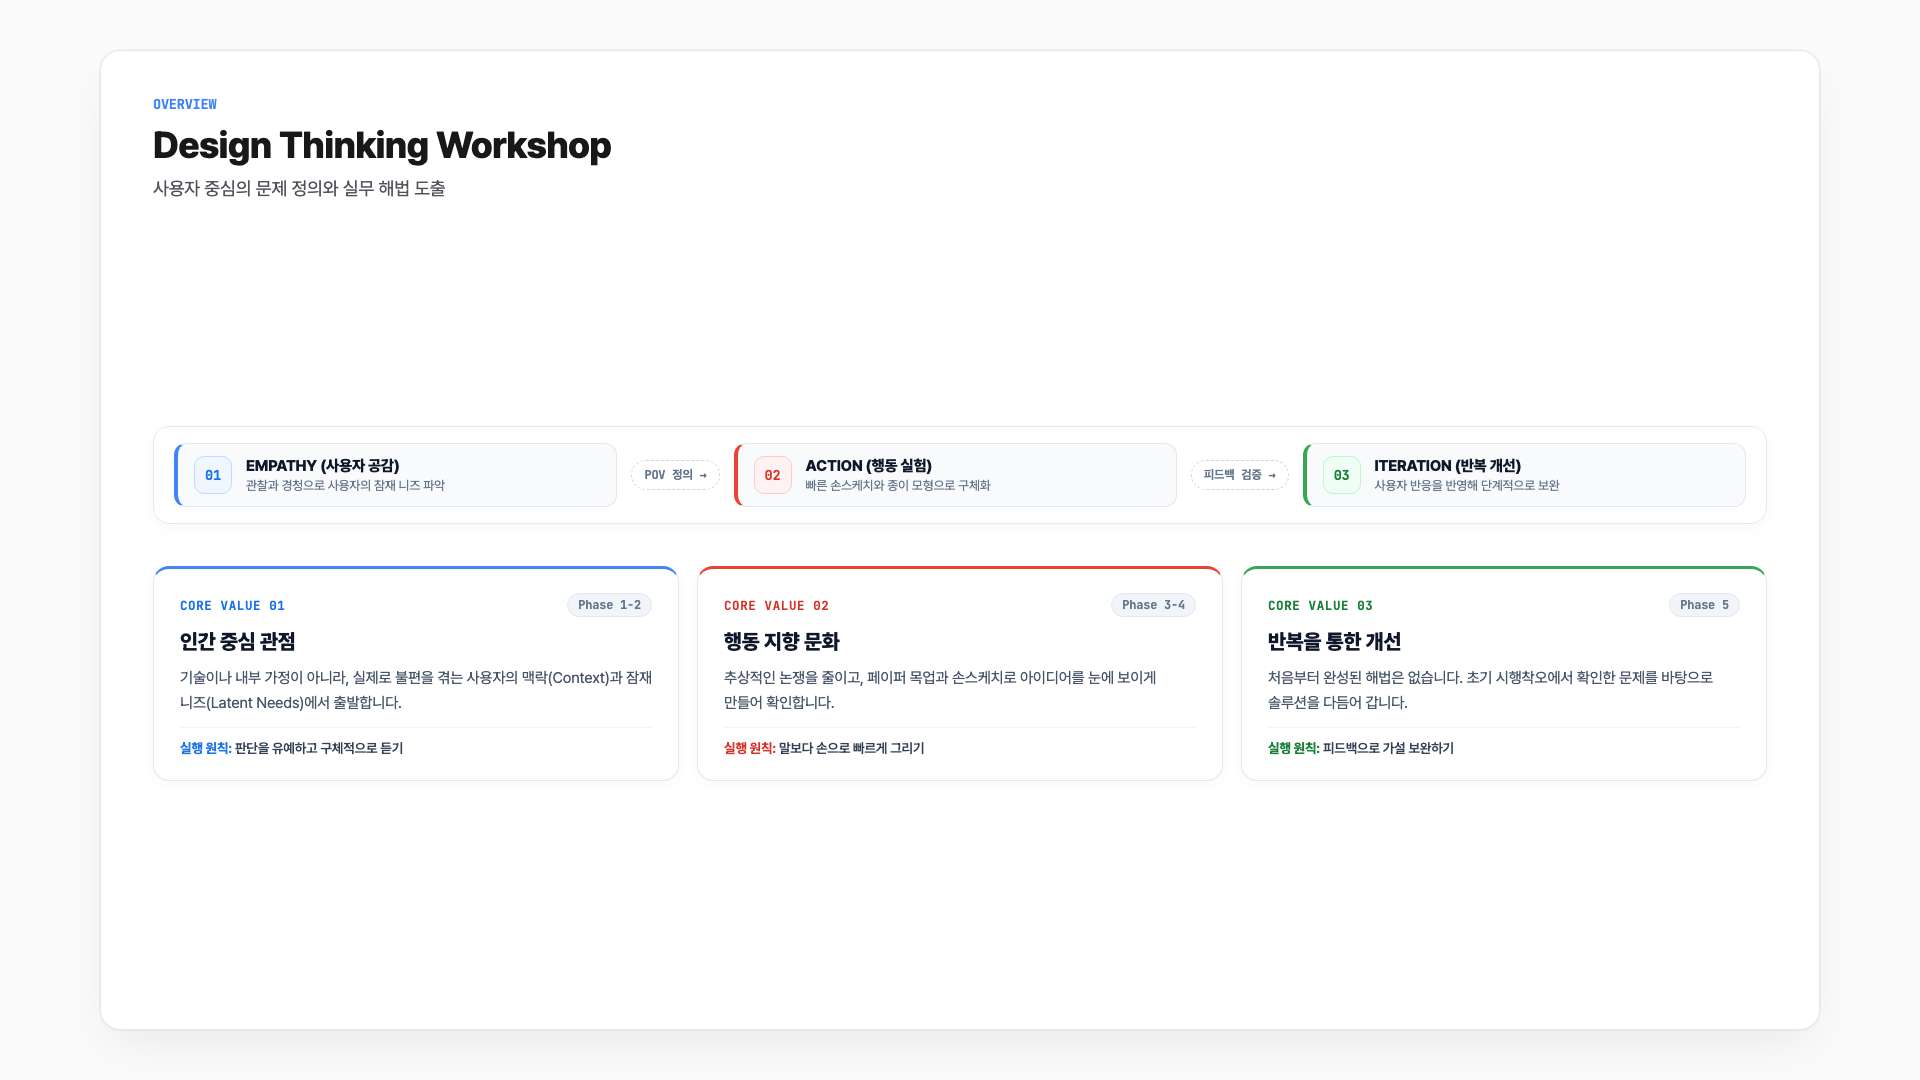 OVERVIEW
Design Thinking Workshop
사용자 중심의 문제 정의와 실무 해법 도출
01
EMPATHY (사용자 공감)
관찰과 경청으로 사용자의 잠재 니즈 파악
POV 정의 →
02
ACTION (행동 실험)
빠른 손스케치와 종이 모형으로 구체화
피드백 검증 →
03
ITERATION (반복 개선)
사용자 반응을 반영해 단계적으로 보완
CORE VALUE 01
Phase 1-2
인간 중심 관점
기술이나 내부 가정이 아니라, 실제로 불편을 겪는 사용자의 맥락(Context)과 잠재
니즈(Latent Needs)에서 출발합니다.
실행 원칙: 판단을 유예하고 구체적으로 듣기
CORE VALUE 02
Phase 3-4
행동 지향 문화
추상적인 논쟁을 줄이고, 페이퍼 목업과 손스케치로 아이디어를 눈에 보이게
만들어 확인합니다.
실행 원칙: 말보다 손으로 빠르게 그리기
CORE VALUE 03
Phase 5
반복을 통한 개선
처음부터 완성된 해법은 없습니다. 초기 시행착오에서 확인한 문제를 바탕으로
솔루션을 다듬어 갑니다.
실행 원칙: 피드백으로 가설 보완하기